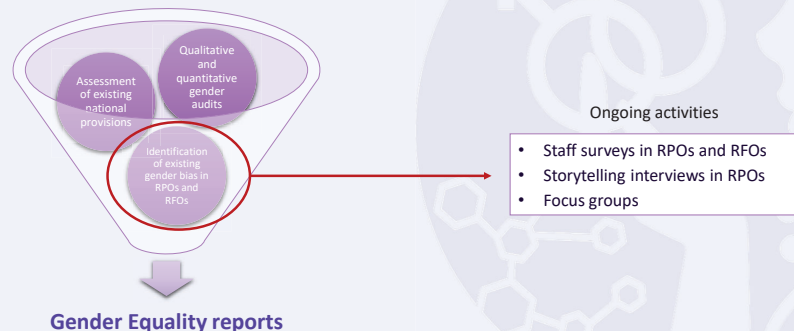 Assessment
of existing
national
provisions
Qualitative
and
quantitative
gender
audits
Identification
of existing
gender bias in
RPOs and
RFOs
Gender Equality reports
Ongoing activities
• Staff surveys in RPOs and RFOs
• Storytelling interviews in RPOs
• Focus groups